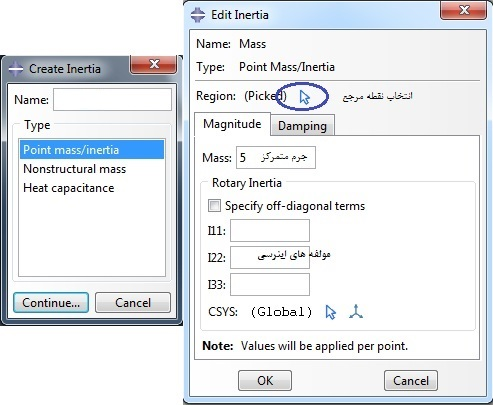 Create Inertia
Name:
Type
Point mass/inertia
Nonstructural mass
Heat capacitance
Continue...
Cancel
Edit Inertia
Name: Mass
Type: Point Mass/Inertia
Region: (Picked) انتخاب نقطه مرجع
Magnitude Damping
Mass: 5 جرم متمرکز
Rotary Inertia
Specify off-diagonal terms
I11:
I22: مولفه های اینرسی
I33:
CSYS: (Global)
Note: Values will be applied per point.
OK
Cancel